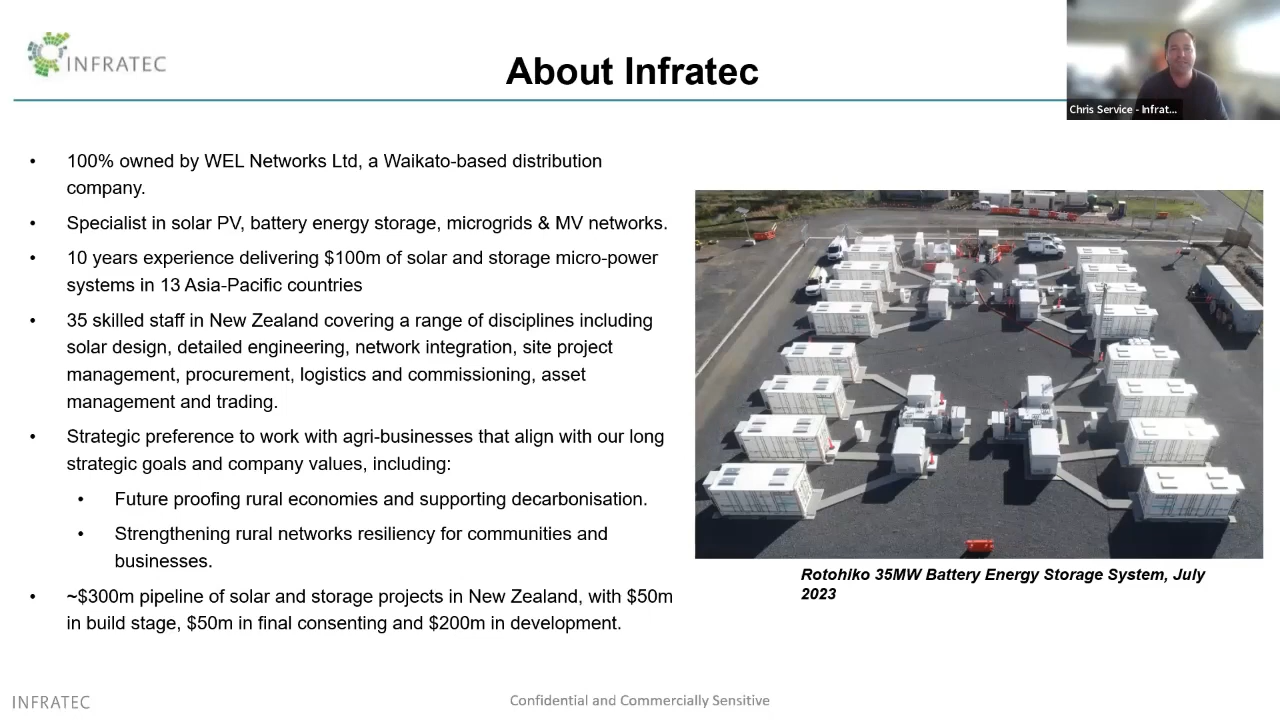 INFRATEC
About Infratec
Chris Service - Infrat...
• 100% owned by WEL Networks Ltd, a Waikato-based distribution
company.
• Specialist in solar PV, battery energy storage, microgrids & MV networks.
• 10 years experience delivering $100m of solar and storage micro-power
systems in 13 Asia-Pacific countries
• 35 skilled staff in New Zealand covering a range of disciplines including
solar design, detailed engineering, network integration, site project
management, procurement, logistics and commissioning, asset
management and trading.
• Strategic preference to work with agri-businesses that align with our long
strategic goals and company values, including:
• Future proofing rural economies and supporting decarbonisation.
• Strengthening rural networks resiliency for communities and
businesses.
• ~$300m pipeline of solar and storage projects in New Zealand, with $50m
in build stage, $50m in final consenting and $200m in development.
Rotohiko 35MW Battery Energy Storage System, July
2023
INFRATEC
Confidential and Commercially Sensitive